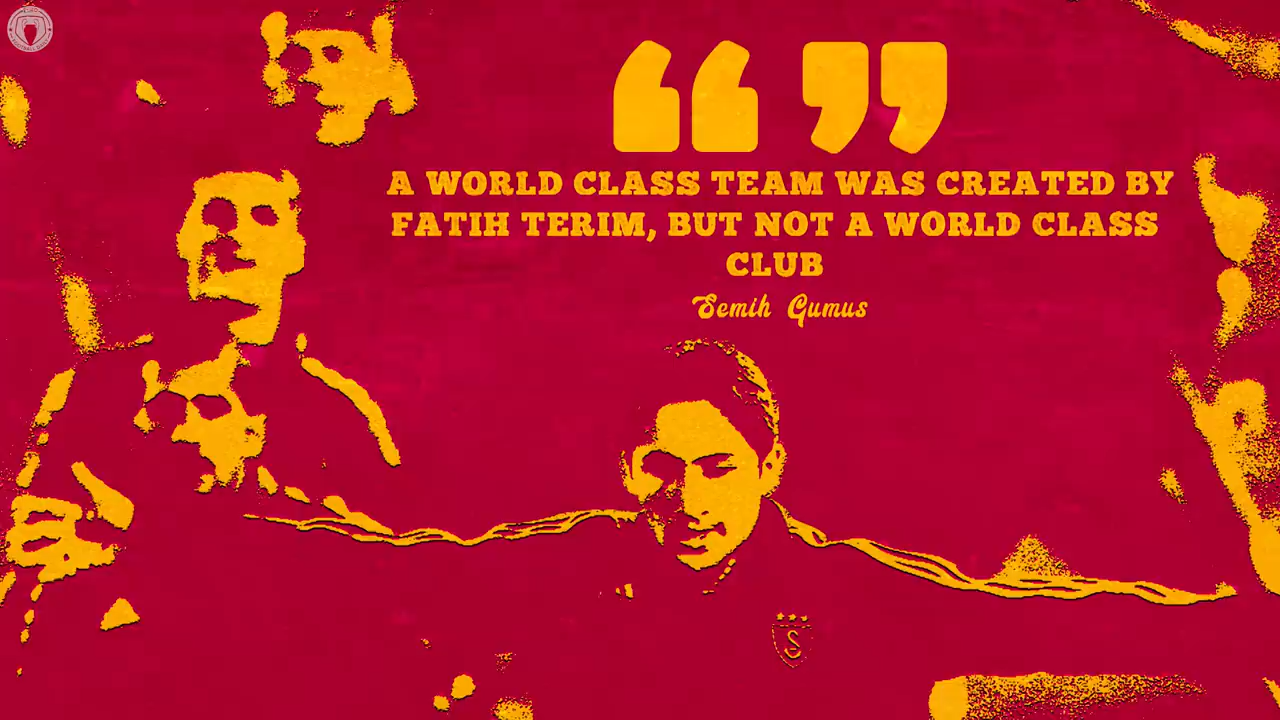 A WORLD CLASS TEAM WAS CREATED BY
FATIH TERIM, BUT NOT A WORLD CLASS
CLUB
Semih Gumus